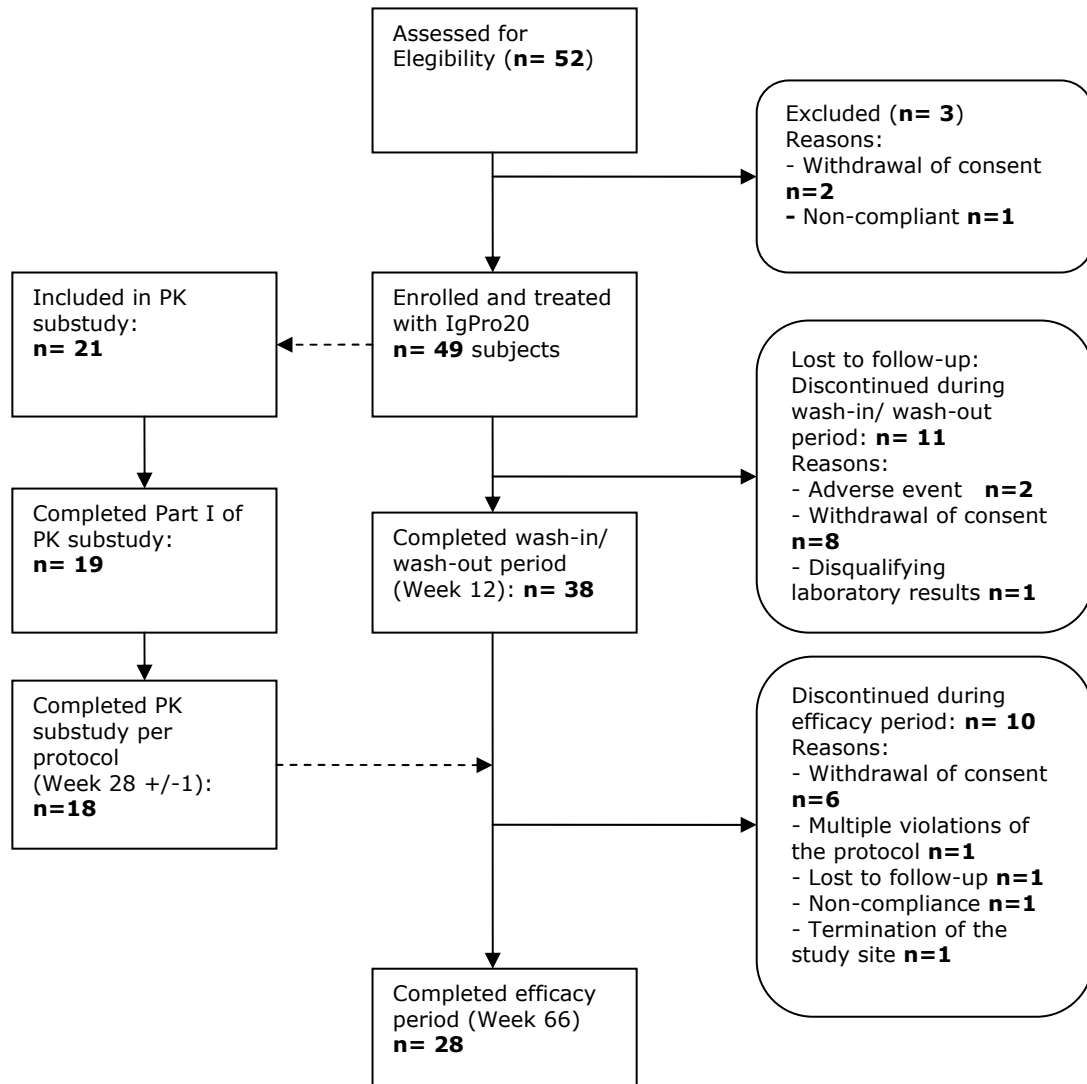 Assessed for
Elegibility (n= 52)
Excluded (n= 3)
Reasons:
- Withdrawal of consent
n=2
- Non-compliant n=1
Included in PK
substudy:
n= 21
Enrolled and treated
with IgPro20
n= 49 subjects
Lost to follow-up:
Discontinued during
wash-in/ wash-out
period: n= 11
Reasons:
- Adverse event n=2
- Withdrawal of consent
n=8
- Disqualifying
laboratory results n=1
Completed Part I of
PK substudy:
n= 19
Completed wash-in/
wash-out period
(Week 12): n= 38
Completed PK
substudy per
protocol
(Week 28 +/-1):
n=18
Discontinued during
efficacy period: n= 10
Reasons:
- Withdrawal of consent
n=6
- Multiple violations of
the protocol n=1
- Lost to follow-up n=1
- Non-compliance n=1
- Termination of the
study site n=1
Completed efficacy
period (Week 66)
n= 28